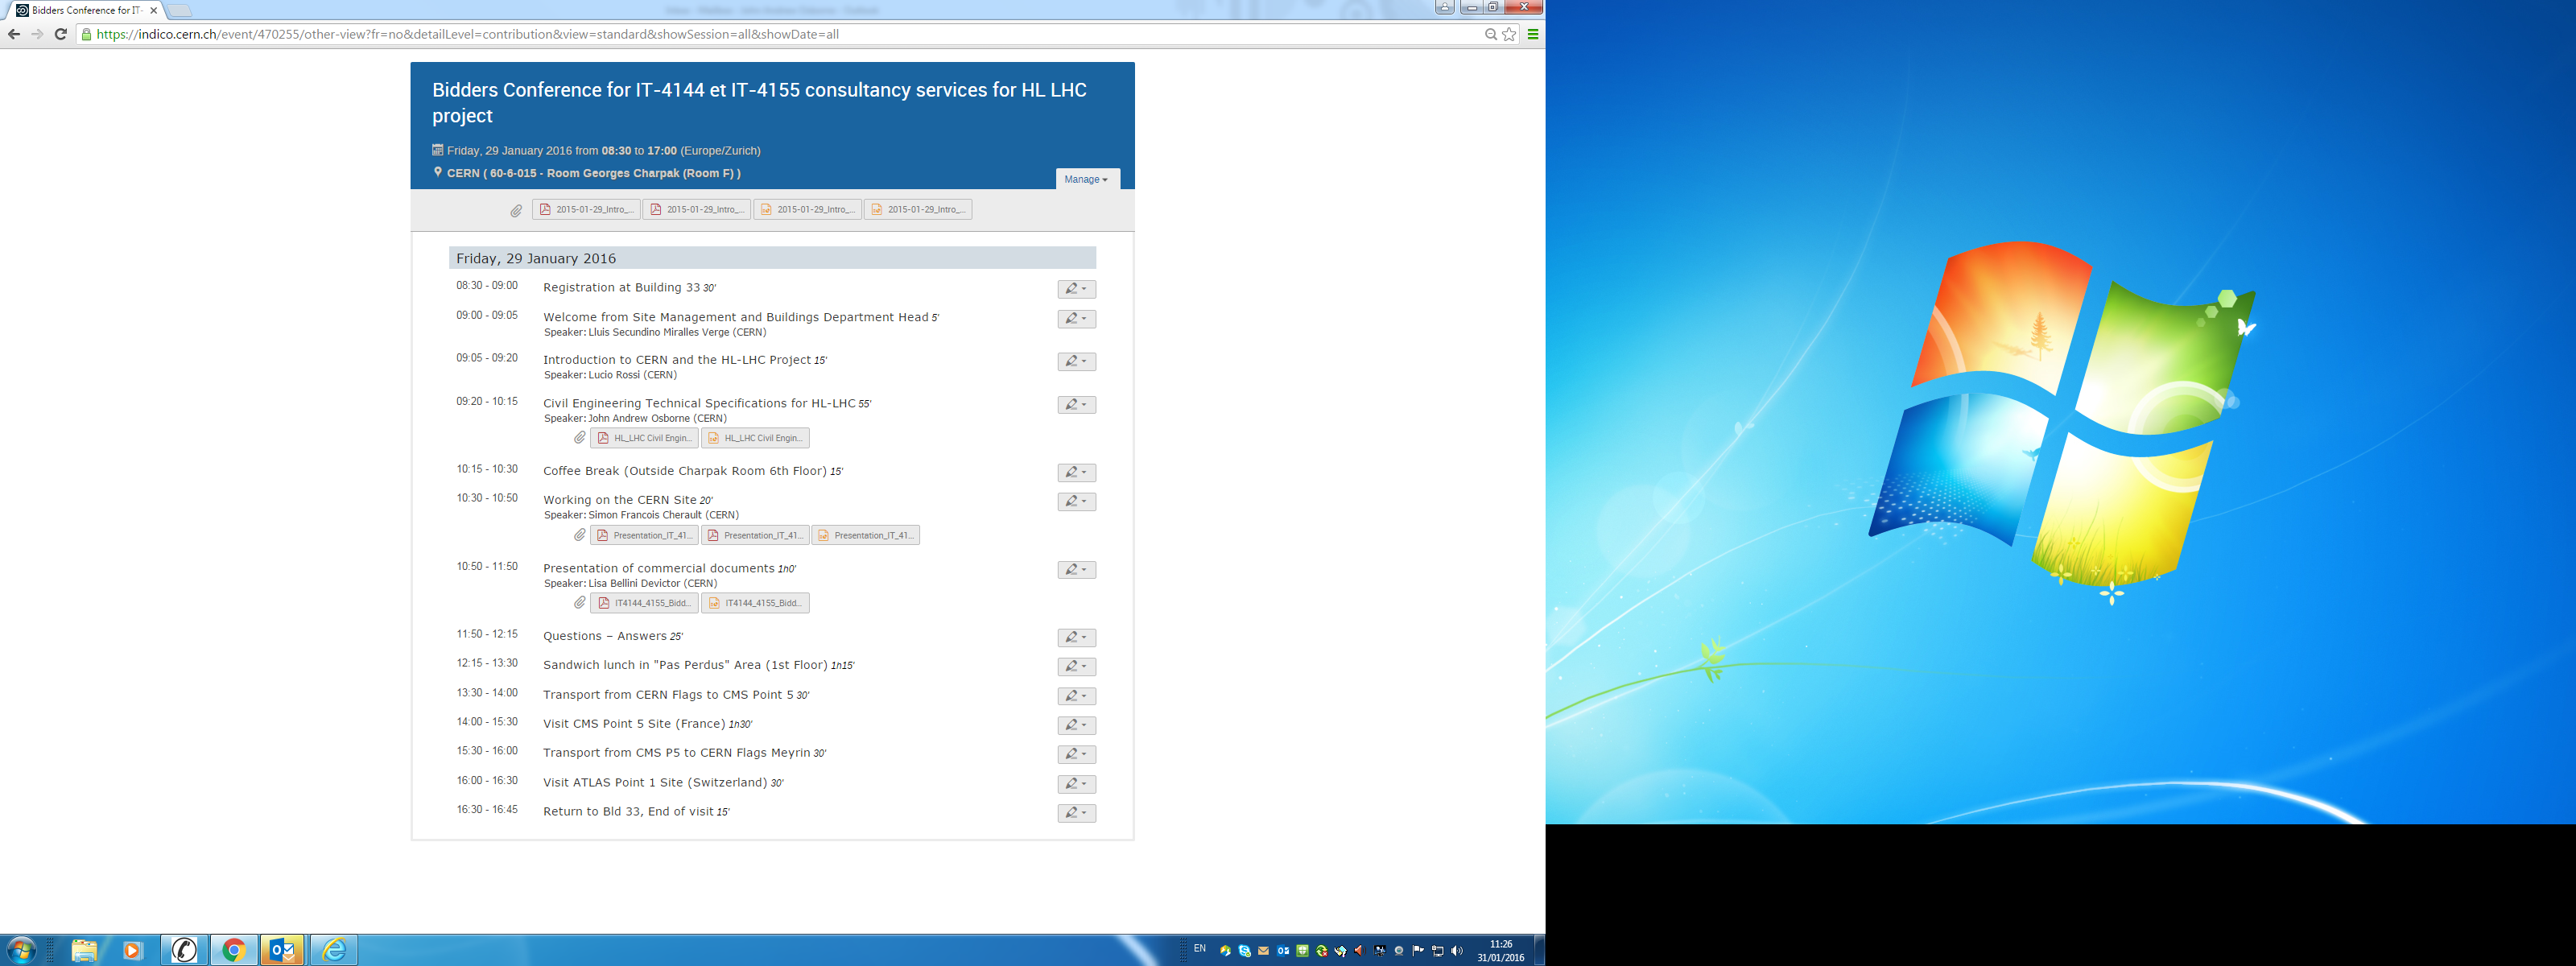 Bidders Conference for IT-
https://indico.cern.ch/event/470255/other-view?fr=no&detailLevel=contribution&view=standard&showSession=all&showDate=all
Bidders Conference for IT-4144 et IT-4155 consultancy services for HL LHC
project
Friday, 29 January 2016 from 08:30 to 17:00 (Europe/Zurich)
CERN ( 60-6-015 - Room Georges Charpak (Room F) )
Manage
2015-01-29_Intro_... 2015-01-29_Intro_... 2015-01-29_Intro_... 2015-01-29_Intro_...
Friday, 29 January 2016
08:30 - 09:00 Registration at Building 33 30'
09:00 - 09:05 Welcome from Site Management and Buildings Department Head 5'
Speaker: Lluis Secundino Miralles Verge (CERN)
09:05 - 09:20 Introduction to CERN and the HL-LHC Project 15'
Speaker: Lucio Rossi (CERN)
09:20 - 10:15 Civil Engineering Technical Specifications for HL-LHC 55'
Speaker: John Andrew Osborne (CERN)
HL_LHC Civil Engin... HL_LHC Civil Engin...
10:15 - 10:30 Coffee Break (Outside Charpak Room 6th Floor) 15'
10:30 - 10:50 Working on the CERN Site 20'
Speaker: Simon Francois Cherault (CERN)
Presentation_IT_41... Presentation_IT_41... Presentation_IT_41...
10:50 - 11:50 Presentation of commercial documents 1h0'
Speaker: Lisa Bellini Devictor (CERN)
IT4144_4155_Bidd... IT4144_4155_Bidd...
11:50 - 12:15 Questions – Answers 25'
12:15 - 13:30 Sandwich lunch in "Pas Perdus" Area (1st Floor) 1h15'
13:30 - 14:00 Transport from CERN Flags to CMS Point 5 30'
14:00 - 15:30 Visit CMS Point 5 Site (France) 1h30'
15:30 - 16:00 Transport from CMS P5 to CERN Flags Meyrin 30'
16:00 - 16:30 Visit ATLAS Point 1 Site (Switzerland) 30'
16:30 - 16:45 Return to Bld 33, End of visit 15'
EN
11:26
31/01/2016